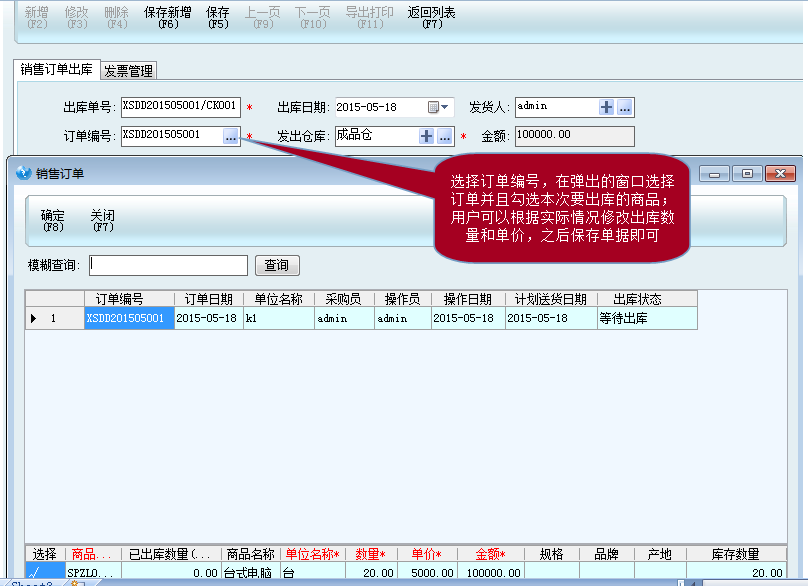 新增 修改 删除 保存新增 保存 上一页 下一页 导出打印 返回列表
(F2) (F3) (F4) (F6) (F5) (F9) (F10) (F11) (F7)
销售订单出库 发票管理
出库单号: XSDD201505001/CK001 * 出库日期: 2015-05-18 发货人: admin ...
订单编号: XSDD201505001 ... * 发出仓库: 成品仓 ... * 金额: 100000.00
销售订单
选择订单编号，在弹出的窗口选择
订单并且勾选本次要出库的商品；
用户可以根据实际情况修改出库数
量和单价，之后保存单据即可
确定 关闭
(F8) (F7)
模糊查询: 查询
订单编号 订单日期 单位名称 采购员 操作员 操作日期 计划送货日期 出库状态
1 XSDD201505001 2015-05-18 k1 admin admin 2015-05-18 2015-05-18 等待出库
选择 商品... 已出库数量(... 商品名称 单位名称* 数量* 单价* 金额* 规格 品牌 产地 库存数量
SPZL0... 0.00 台式电脑 台 20.00 5000.00 100000.00 20.00